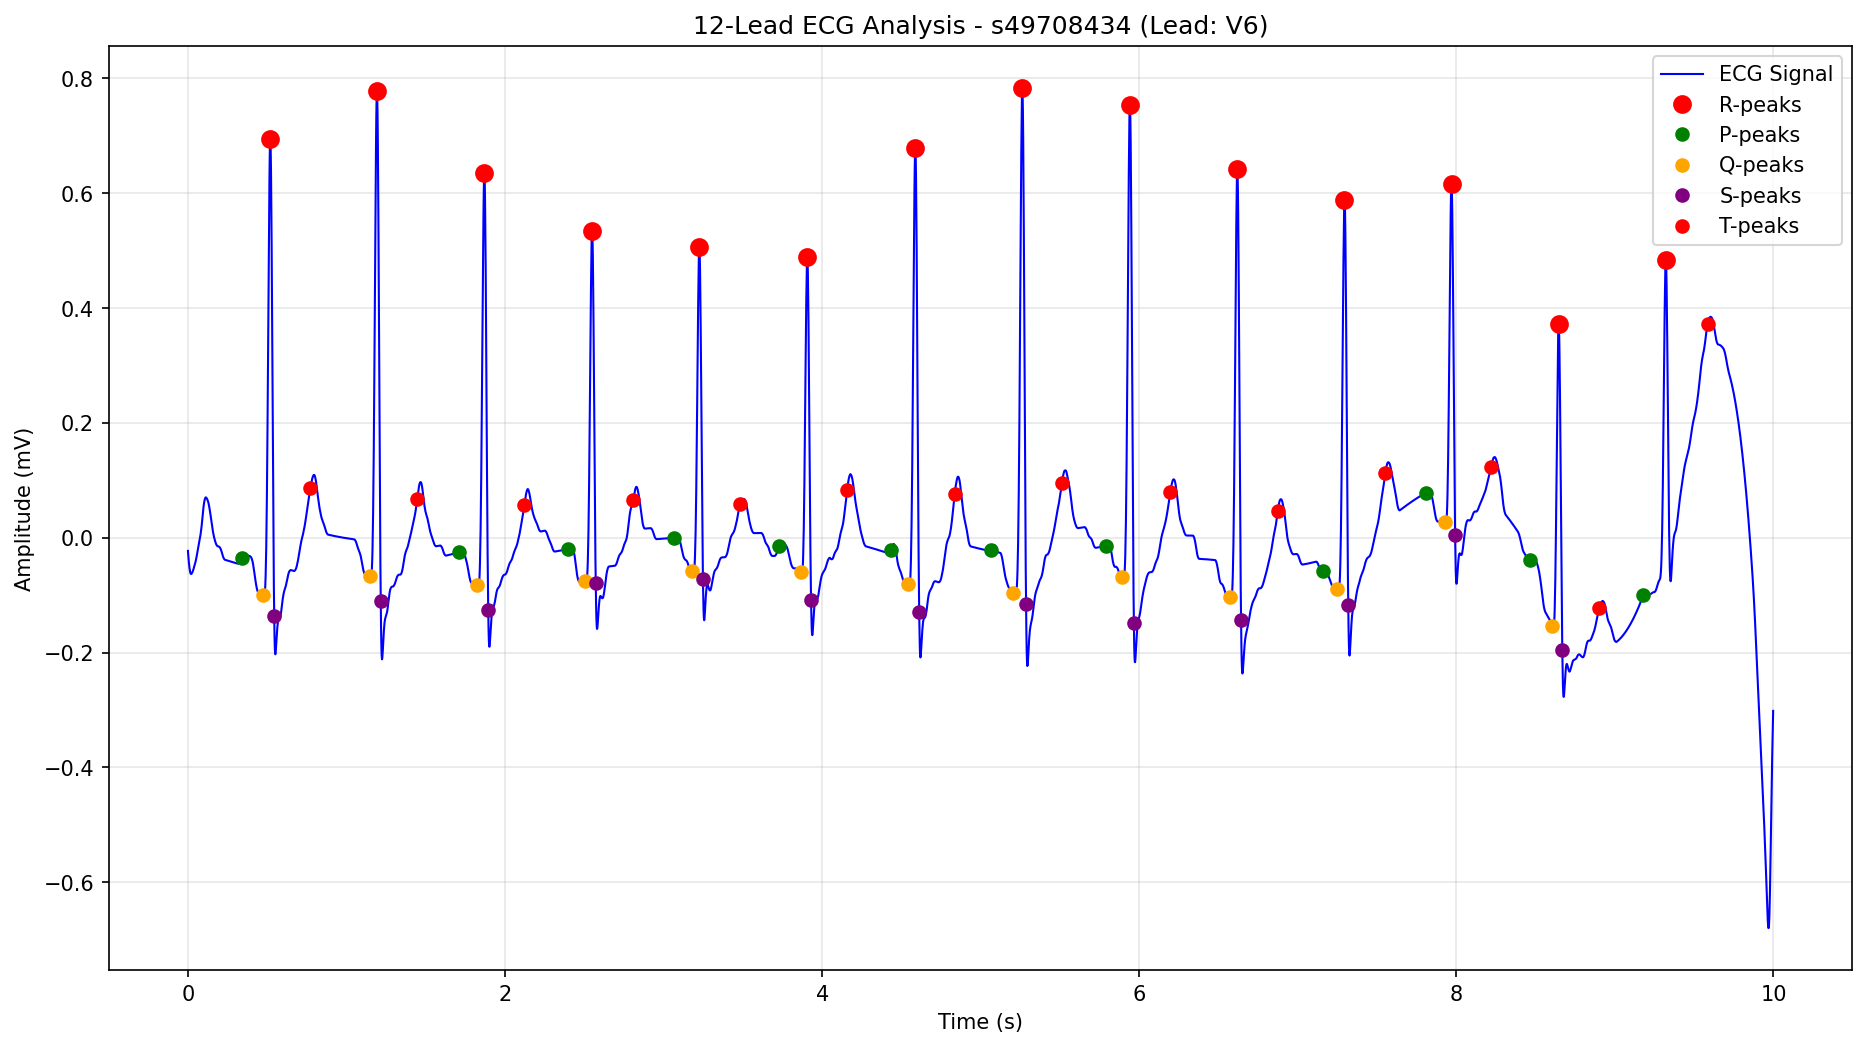 12-Lead ECG Analysis - s49708434 (Lead: V6)
ECG Signal
R-peaks
P-peaks
Q-peaks
S-peaks
T-peaks
Amplitude (mV)
0.8
0.6
0.4
0.2
0.0
−0.2
−0.4
−0.6
0 2 4 6 8 10
Time (s)